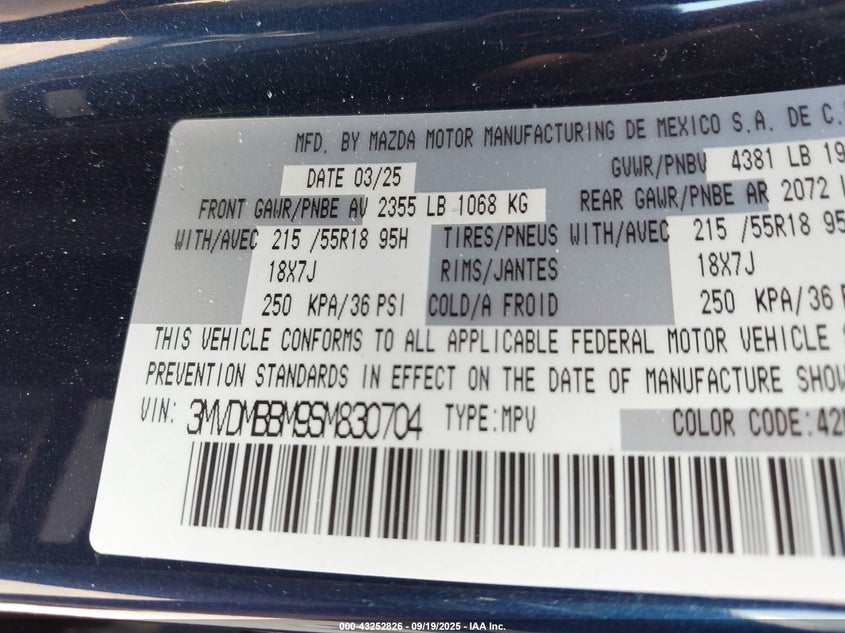 MFD. BY MAZDA MOTOR MANUFACTURING DE MEXICO S.A. DE C.
DATE 03/25 GVWR/PNBV 4381 LB 19
FRONT GAWR/PNBE AV 2355 LB 1068 KG REAR GAWR/PNBE AR 2072
WITH/AVEC 215 /55R18 95H TIRES/PNEUS WITH/AVEC 215 /55R18 95
18X7J RIMS/JANTES 18X7J
250 KPA/36 PSI COLD/A FROID 250 KPA/36 P
THIS VEHICLE CONFORMS TO ALL APPLICABLE FEDERAL MOTOR VEHICLE
PREVENTION STANDARDS IN EFFECT ON THE DATE OF MANUFACTURE SHO
VIN: 3MVDMBBM9SM830704 TYPE:MPV COLOR CODE:42
000-43252826 - 09/19/2025 - IAA Inc.